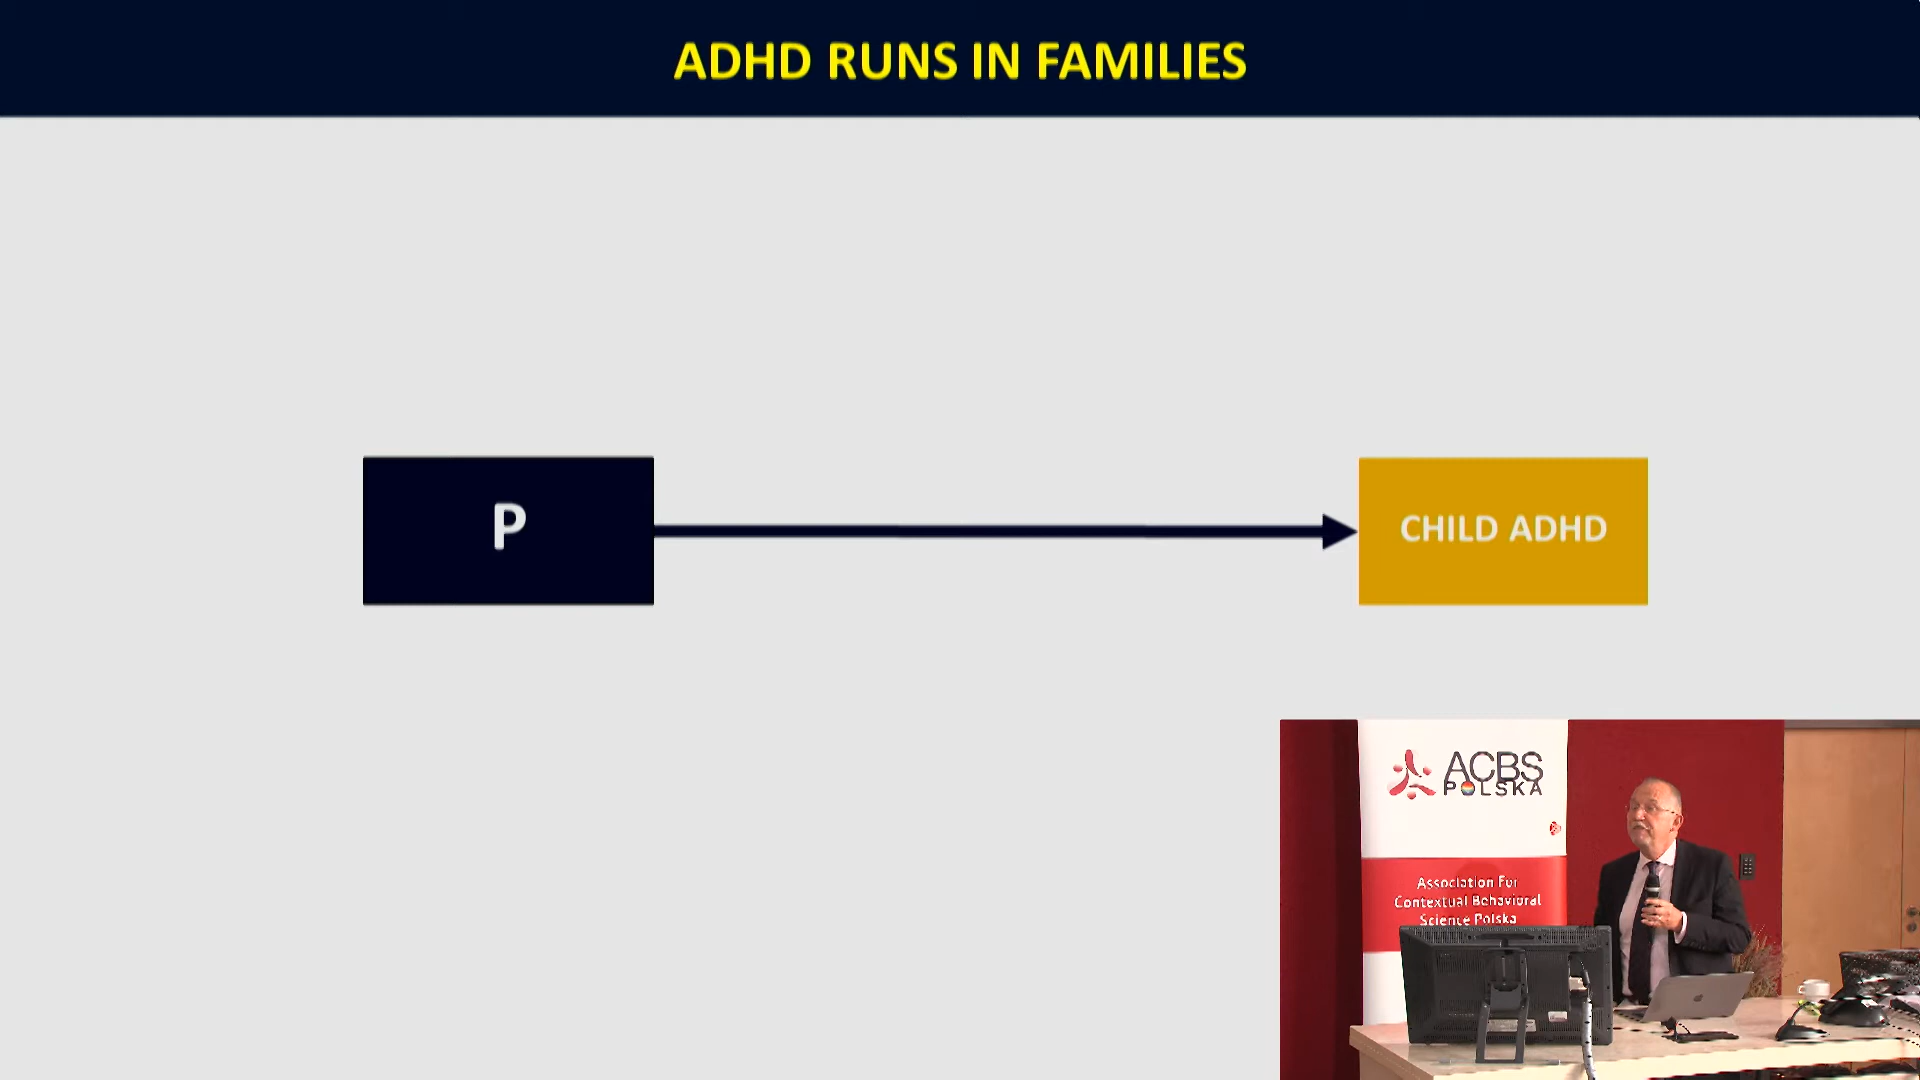 ADHD RUNS IN FAMILIES
P
CHILD ADHD
ACBS
POLSKA
Association For
Contextual Behavioral
Science Polska